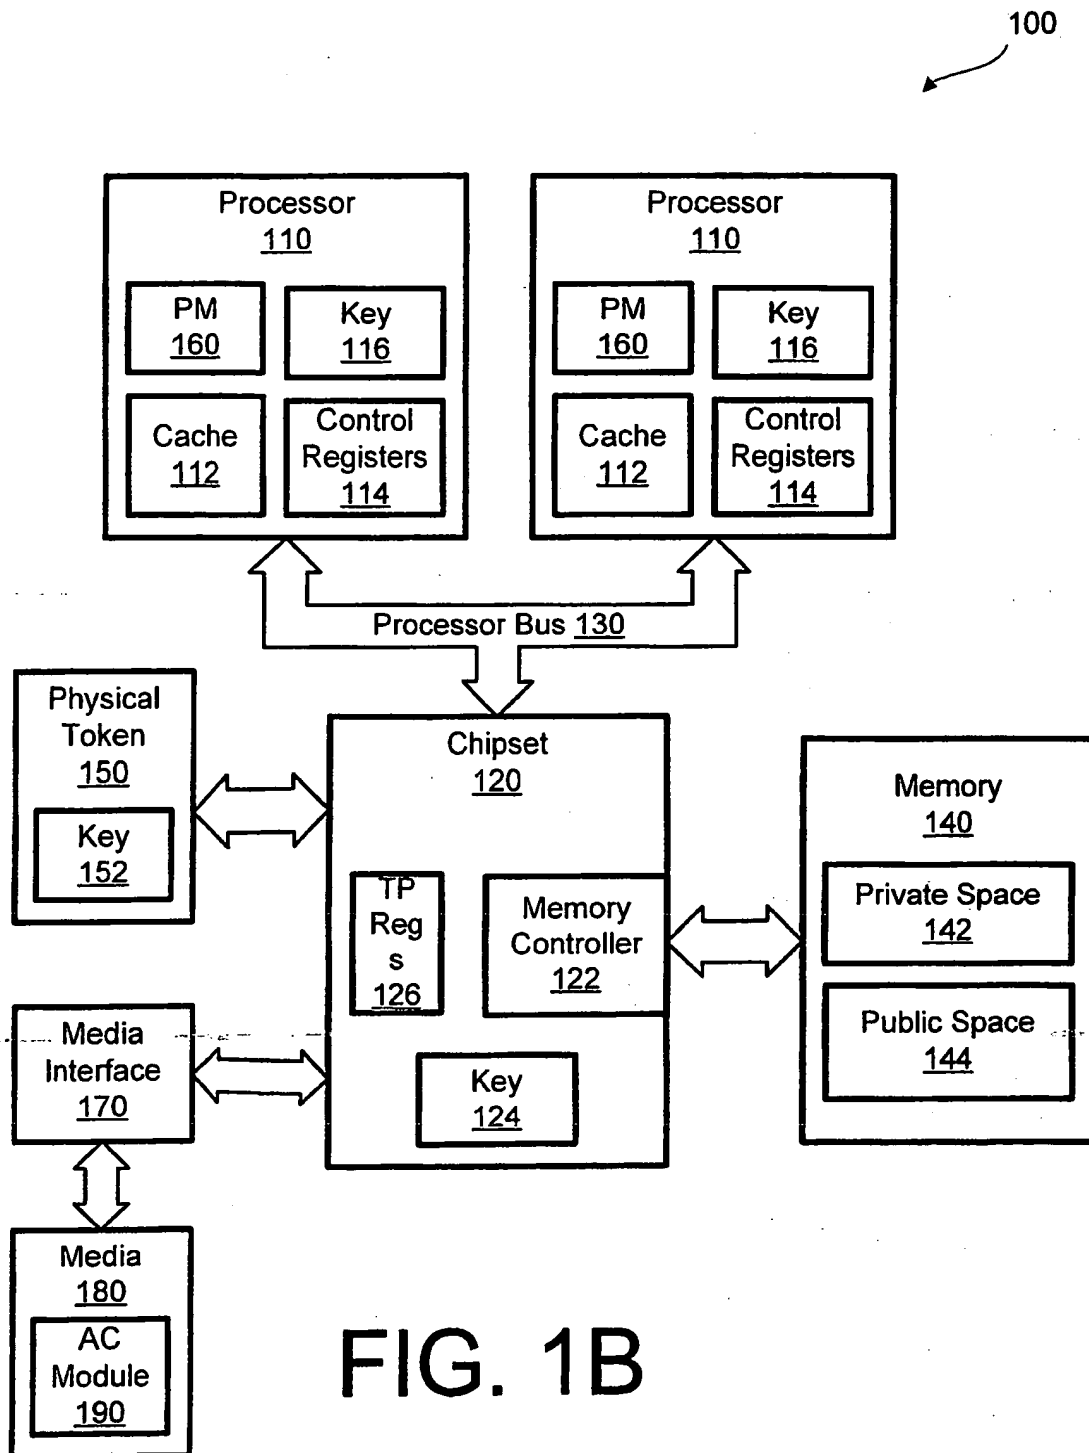 100
Processor
110
PM
160
Key
116
Cache
112
Control
Registers
114
Processor
110
PM
160
Key
116
Cache
112
Control
Registers
114
Processor Bus 130
Physical
Token
150
Key
152
Chipset
120
TP
Reg
s
126
Memory
Controller
122
Key
124
Memory
140
Private Space
142
Public Space
144
Media
Interface
170
Media
180
AC
Module
190
FIG. 1B